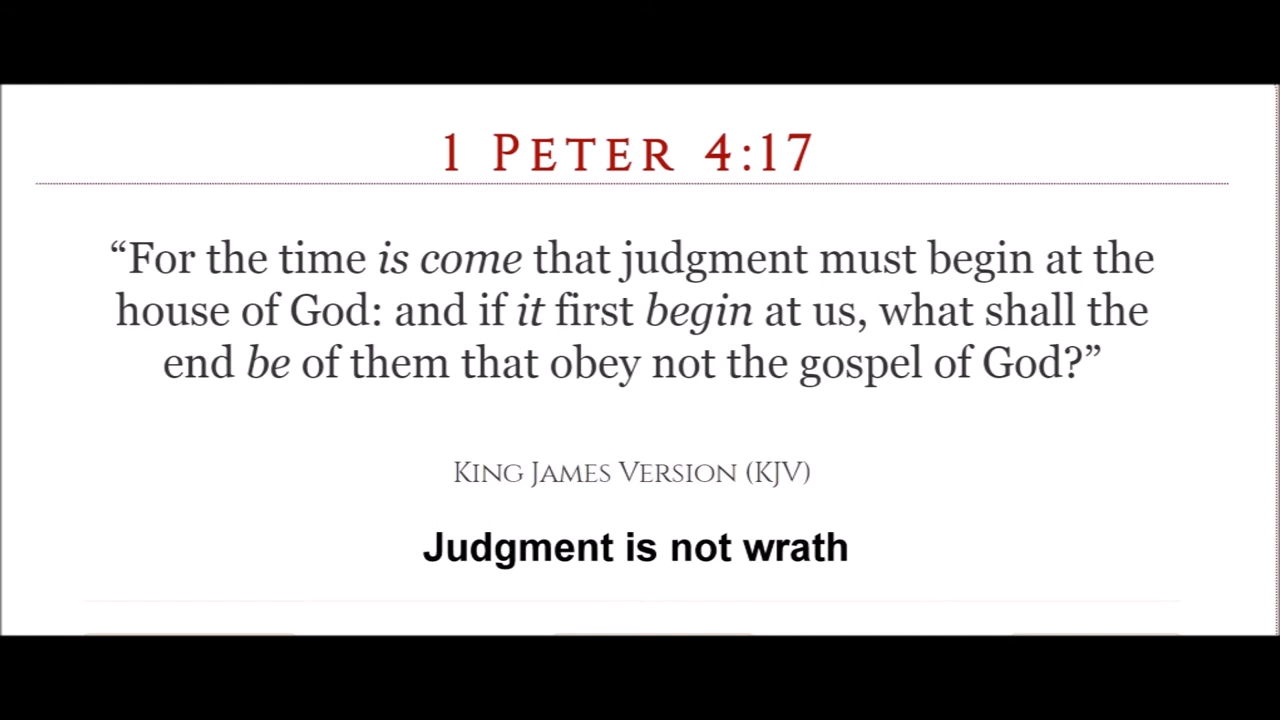 1 Peter 4:17
“For the time is come that judgment must begin at the
house of God: and if it first begin at us, what shall the
end be of them that obey not the gospel of God?”
King James Version (KJV)
Judgment is not wrath